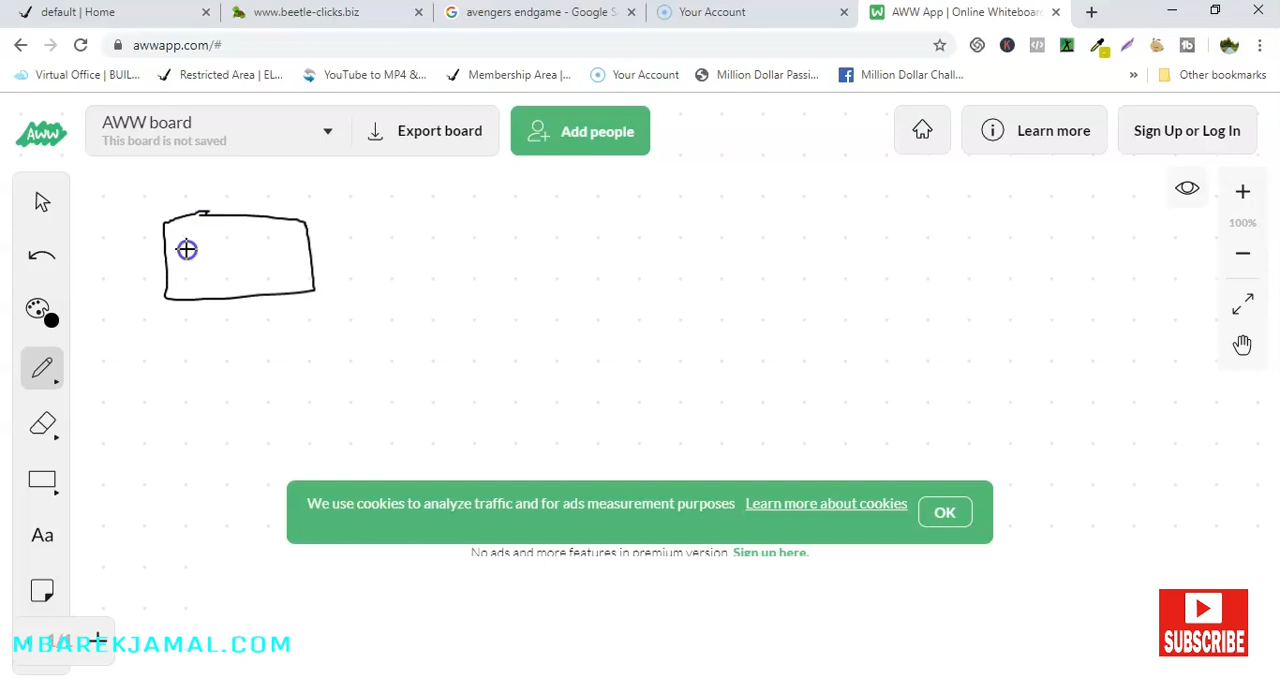 default | Home
www.beetle-clicks.biz
avengers endgame - Google S
Your Account
AWW App | Online Whiteboard
awwapp.com/#
Virtual Office | BUIL...
Restricted Area | EL...
YouTube to MP4 &...
Membership Area |...
Your Account
Million Dollar Passi...
Million Dollar Chall...
»
Other bookmarks
AWW
AWW board
This board is not saved
Export board
Add people
Learn more
Sign Up or Log In
100%
We use cookies to analyze traffic and for ads measurement purposes Learn more about cookies OK
No ads and more features in premium version Sign up here.
Aa
MBAREKJAMAL.COM
SUBSCRIBE